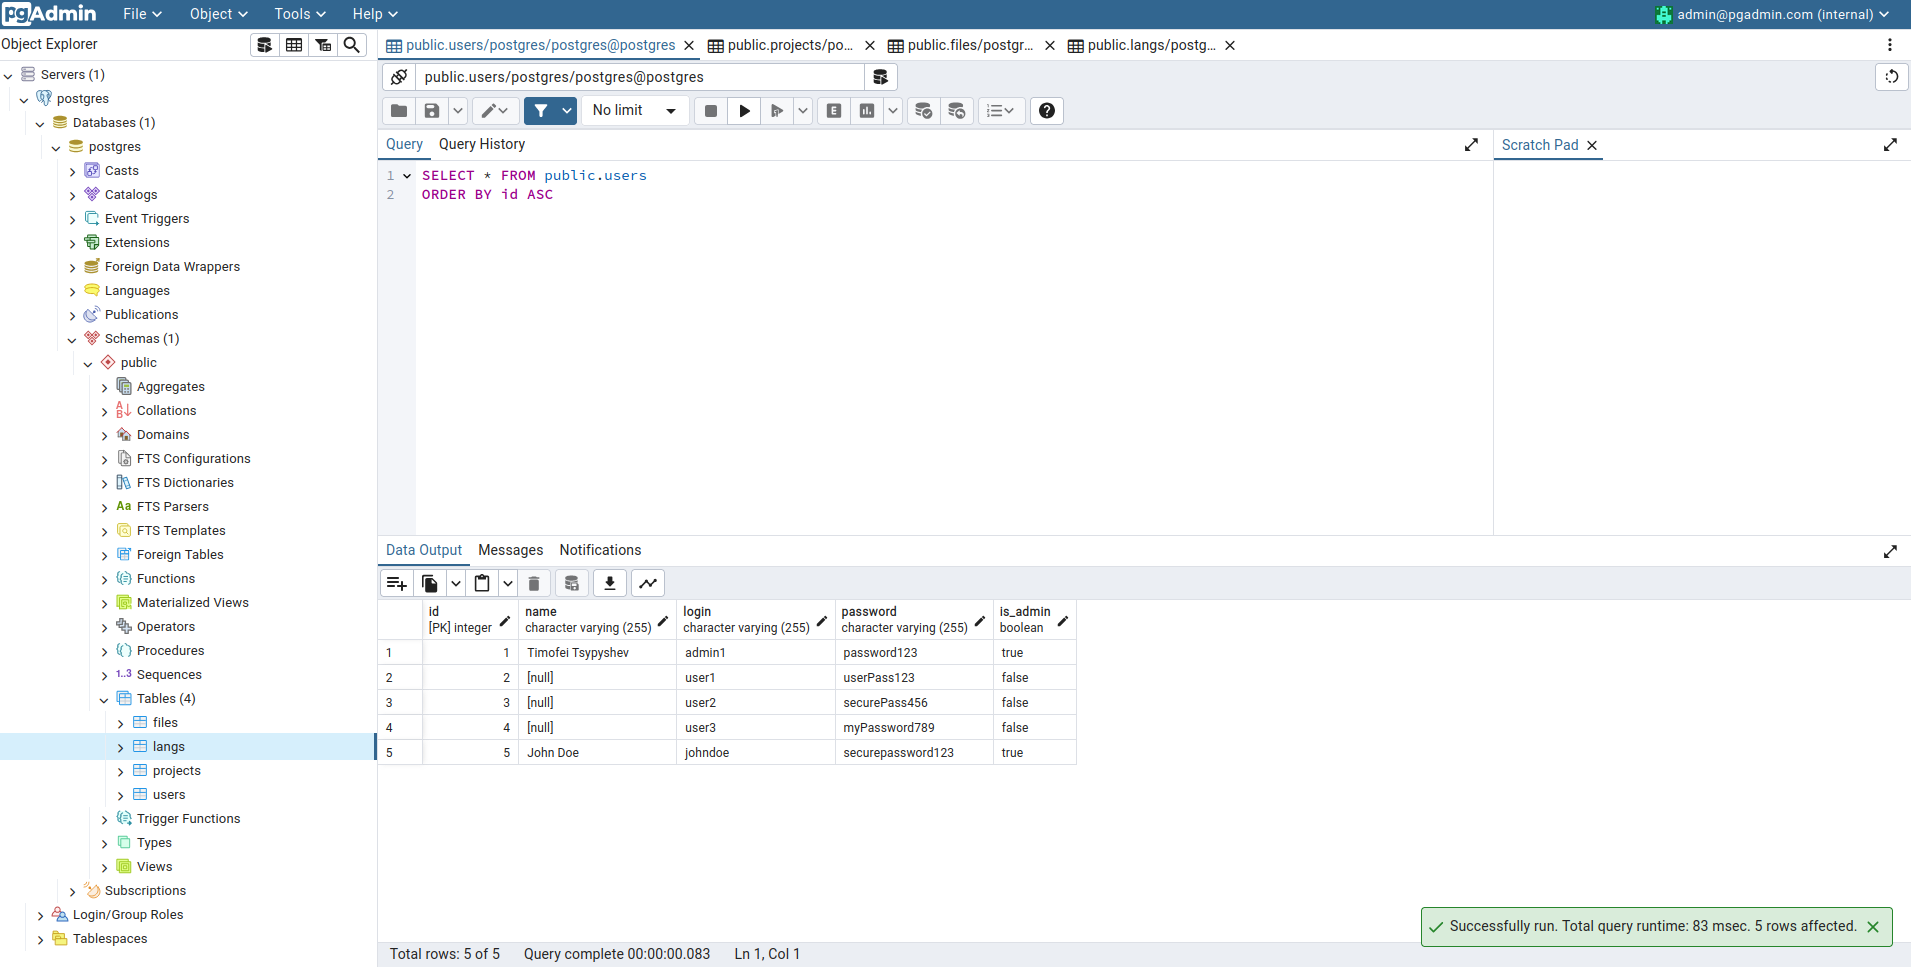 pgAdmin File Object Tools Help admin@pgadmin.com (internal)
Object Explorer
Servers (1)
postgres
Databases (1)
postgres
Casts
Catalogs
Event Triggers
Extensions
Foreign Data Wrappers
Languages
Publications
Schemas (1)
public
Aggregates
Collations
Domains
FTS Configurations
FTS Dictionaries
Aa FTS Parsers
FTS Templates
Foreign Tables
Functions
Materialized Views
Operators
Procedures
1..3 Sequences
Tables (4)
files
langs
projects
users
Trigger Functions
Types
Views
Subscriptions
Login/Group Roles
Tablespaces
public.users/postgres/postgres@postgres public.projects/po... public.files/postgr... public.langs/postg...
public.users/postgres/postgres@postgres
No limit E
Query Query History Scratch Pad
1 SELECT * FROM public.users
2 ORDER BY id ASC
Data Output Messages Notifications
id name login password is_admin
[PK] integer character varying (255) character varying (255) character varying (255) boolean
1 1 Timofei Tsypyshev admin1 password123 true
2 2 [null] user1 userPass123 false
3 3 [null] user2 securePass456 false
4 4 [null] user3 myPassword789 false
5 5 John Doe johndoe securepassword123 true
Successfully run. Total query runtime: 83 msec. 5 rows affected.
Total rows: 5 of 5 Query complete 00:00:00.083 Ln 1, Col 1